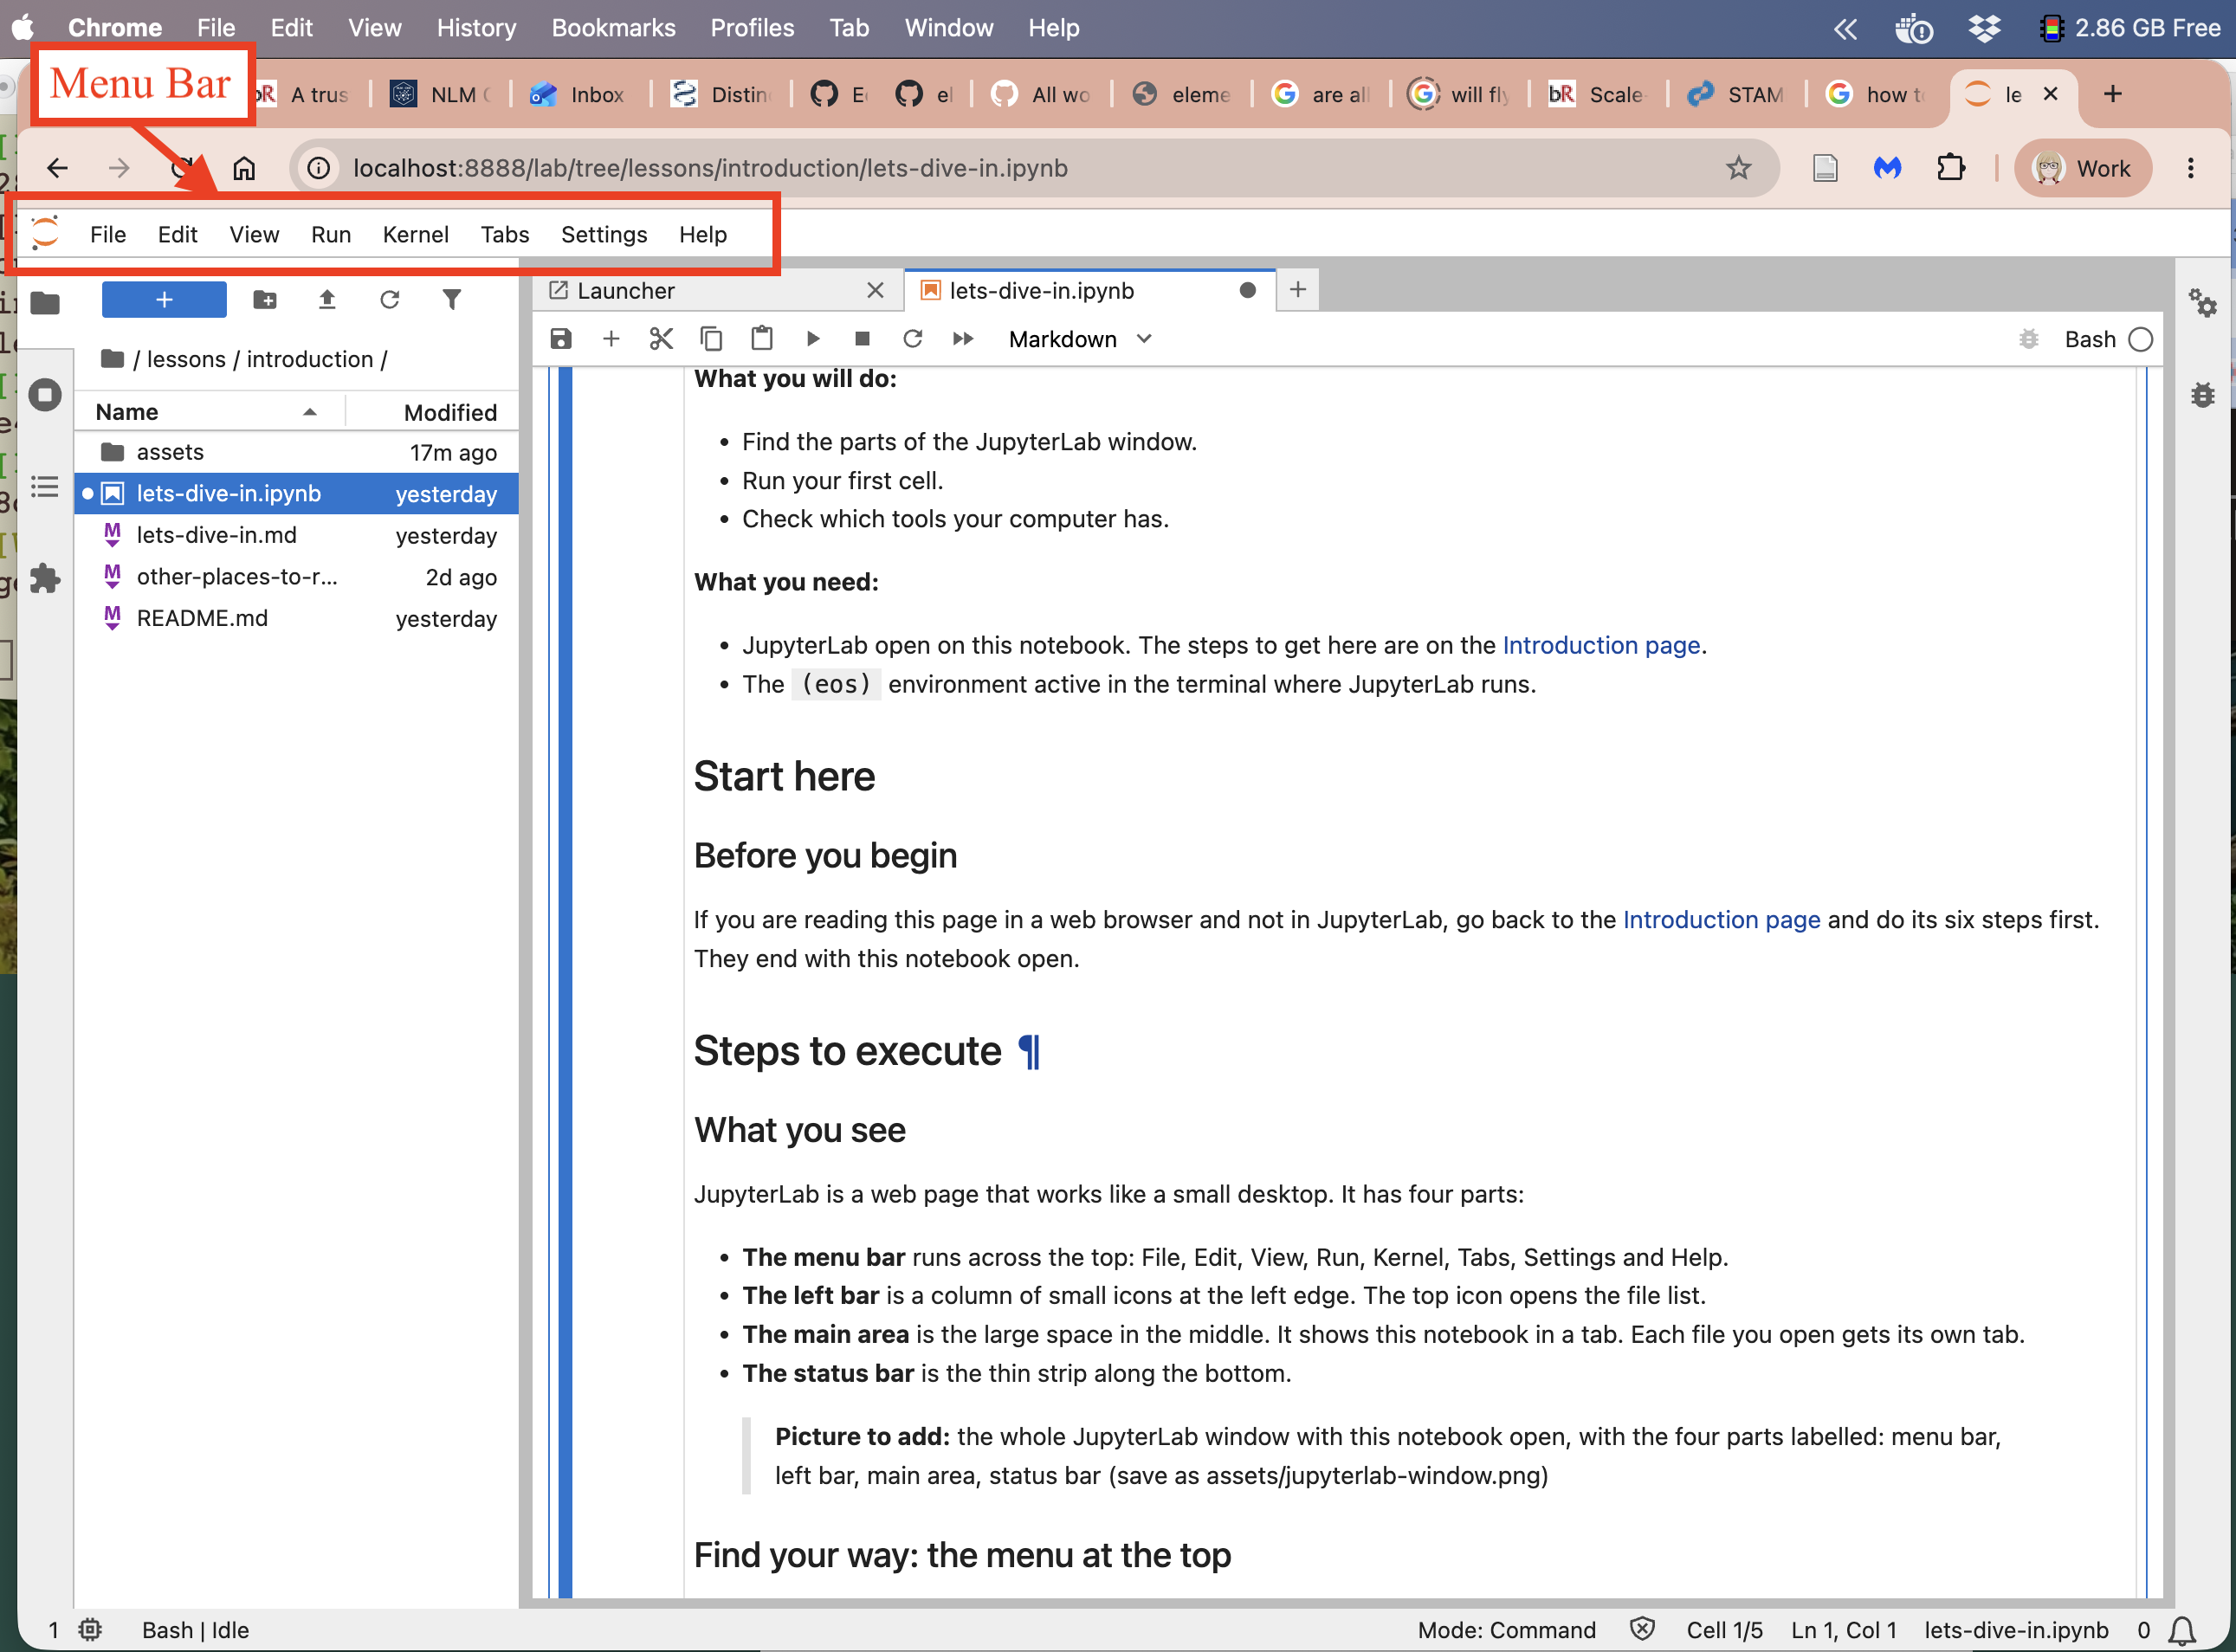 Chrome File Edit View History Bookmarks Profiles Tab Window Help 2.86 GB Free
Menu Bar
A trus NLM Inbox Distin All wo eleme are all will fly bR Scale STAM how to le
localhost:8888/lab/tree/lessons/introduction/lets-dive-in.ipynb Work
File Edit View Run Kernel Tabs Settings Help
Launcher lets-dive-in.ipynb
Markdown Bash
/ lessons / introduction /
Name Modified
assets 17m ago
lets-dive-in.ipynb yesterday
lets-dive-in.md yesterday
other-places-to-r... 2d ago
README.md yesterday
What you will do:
• Find the parts of the JupyterLab window.
• Run your first cell.
• Check which tools your computer has.
What you need:
• JupyterLab open on this notebook. The steps to get here are on the Introduction page.
• The (eos) environment active in the terminal where JupyterLab runs.
Start here
Before you begin
If you are reading this page in a web browser and not in JupyterLab, go back to the Introduction page and do its six steps first.
They end with this notebook open.
Steps to execute ¶
What you see
JupyterLab is a web page that works like a small desktop. It has four parts:
• The menu bar runs across the top: File, Edit, View, Run, Kernel, Tabs, Settings and Help.
• The left bar is a column of small icons at the left edge. The top icon opens the file list.
• The main area is the large space in the middle. It shows this notebook in a tab. Each file you open gets its own tab.
• The status bar is the thin strip along the bottom.
Picture to add: the whole JupyterLab window with this notebook open, with the four parts labelled: menu bar,
left bar, main area, status bar (save as assets/jupyterlab-window.png)
Find your way: the menu at the top
1 Bash | Idle Mode: Command Cell 1/5 Ln 1, Col 1 lets-dive-in.ipynb 0